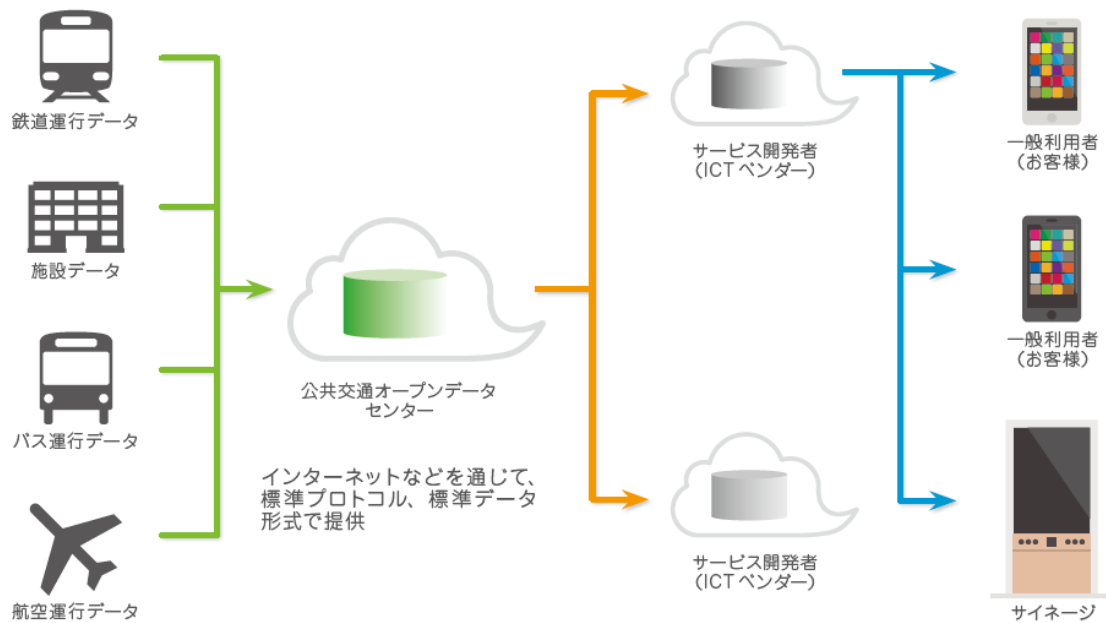 鉄道運行データ
施設データ
バス運行データ
航空運行データ
公共交通オープンデータ
センター
インターネットなどを通じて、
標準プロトコル、標準データ
形式で提供
サービス開発者
(ICTベンダー)
サービス開発者
(ICTベンダー)
一般利用者
(お客様)
一般利用者
(お客様)
サイネージ